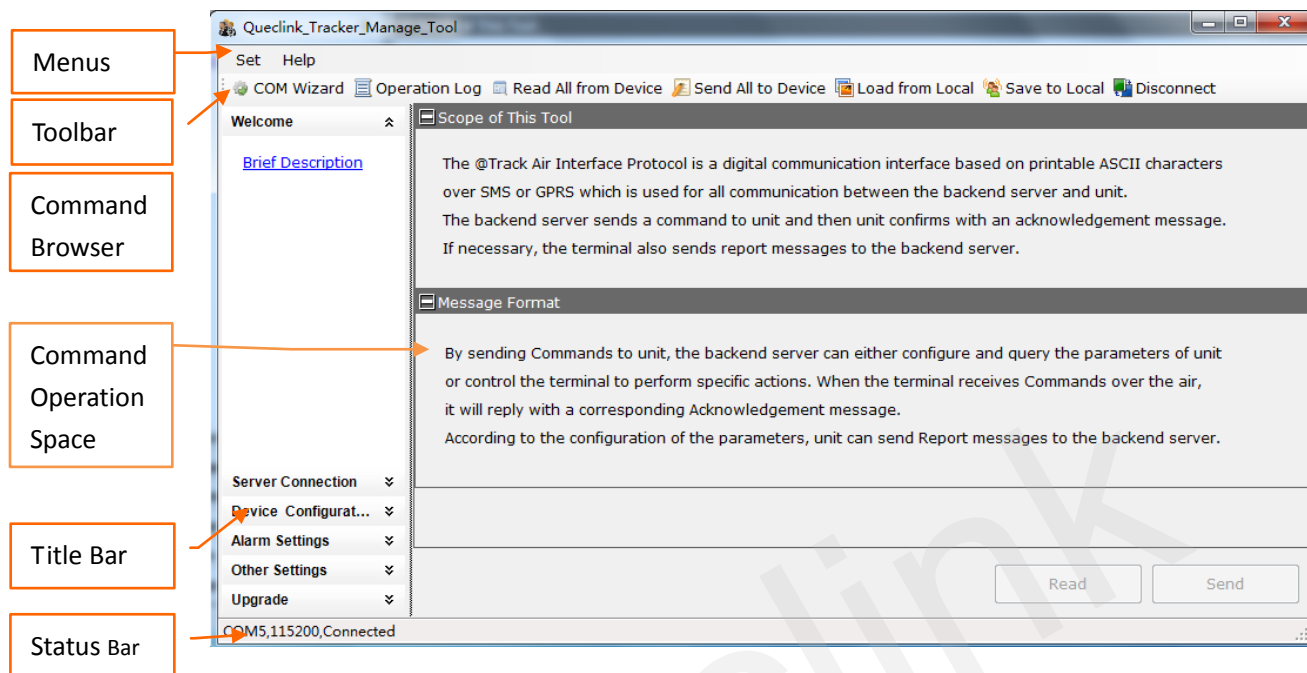 Queclink_Tracker_Manage_Tool
Menus
Set Help
COM Wizard Operation Log Read All from Device Send All to Device Load from Local Save to Local Disconnect
Toolbar
Welcome
Scope of This Tool
Brief Description
The @Track Air Interface Protocol is a digital communication interface based on printable ASCII characters
over SMS or GPRS which is used for all communication between the backend server and unit.
The backend server sends a command to unit and then unit confirms with an acknowledgement message.
If necessary, the terminal also sends report messages to the backend server.
Command
Browser
Message Format
By sending Commands to unit, the backend server can either configure and query the parameters of unit
or control the terminal to perform specific actions. When the terminal receives Commands over the air,
it will reply with a corresponding Acknowledgement message.
According to the configuration of the parameters, unit can send Report messages to the backend server.
Command
Operation
Space
Server Connection
Device Configurat...
Alarm Settings
Other Settings
Upgrade
Title Bar
Read Send
COM5,115200,Connected
Status Bar